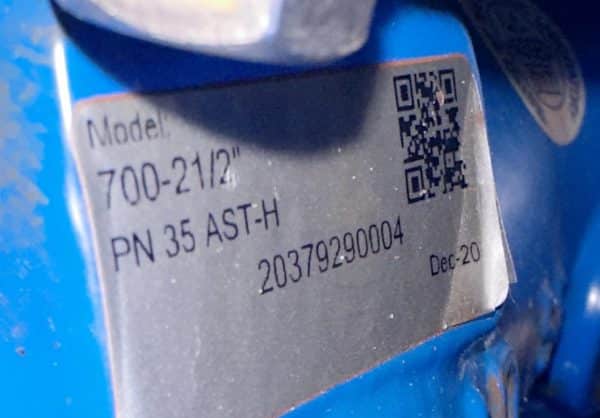 Model:
700-21/2"
PN 35 AST-H
20379290004
Dec-20